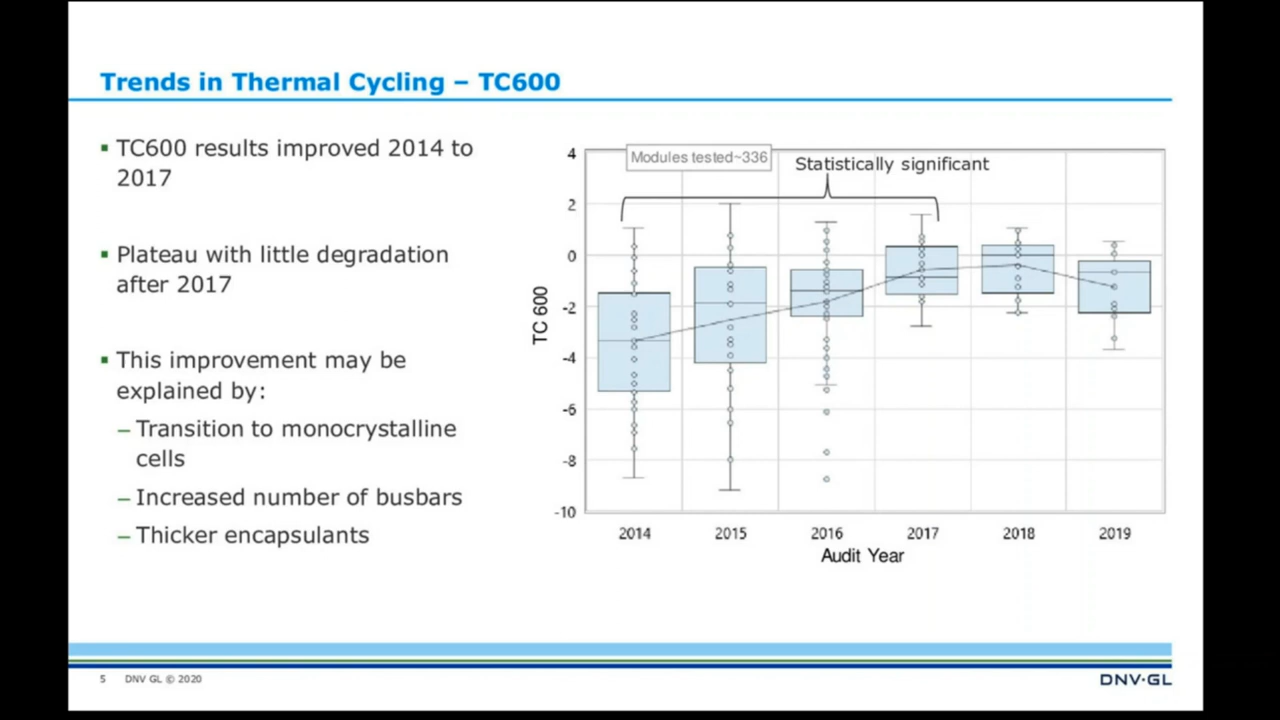 Trends in Thermal Cycling – TC600
▪ TC600 results improved 2014 to
2017
▪ Plateau with little degradation
after 2017
▪ This improvement may be
explained by:
– Transition to monocrystalline
cells
– Increased number of busbars
– Thicker encapsulants
Modules tested~336
Statistically significant
4
2
0
-2
-4
-6
-8
-10
TC 600
2014 2015 2016 2017 2018 2019
Audit Year
5 DNV GL © 2020
DNV·GL